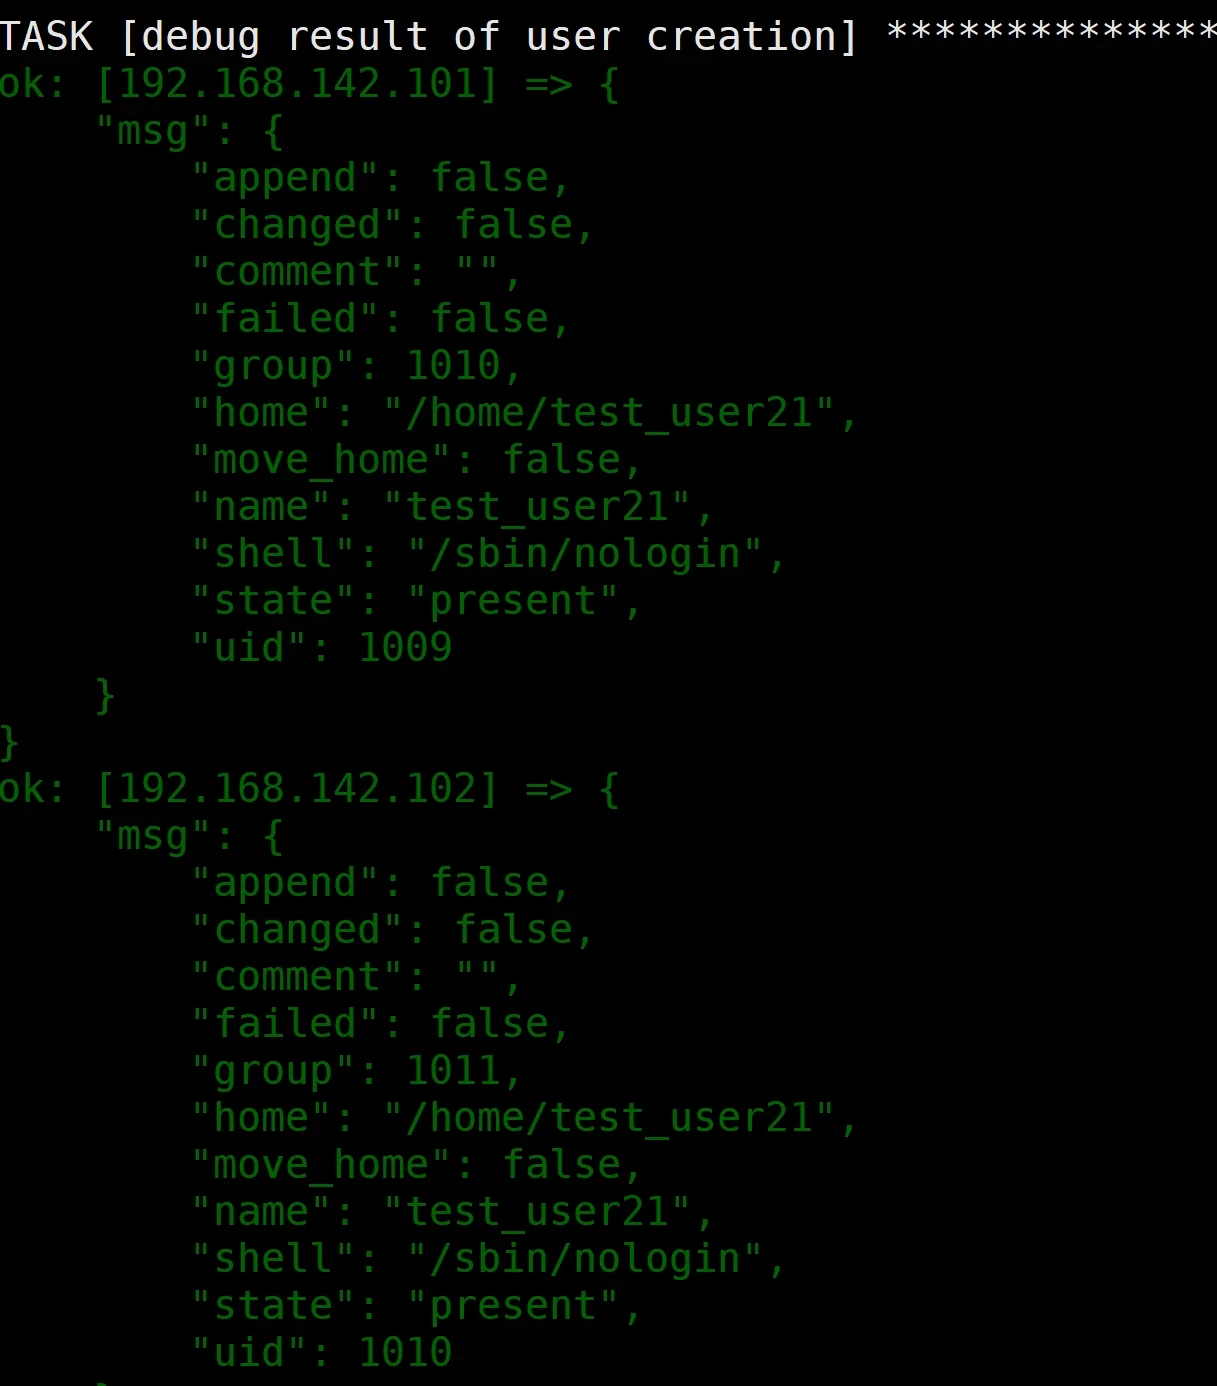 TASK [debug result of user creation] **************
ok: [192.168.142.101] => {
    "msg": {
        "append": false,
        "changed": false,
        "comment": "",
        "failed": false,
        "group": 1010,
        "home": "/home/test_user21",
        "move_home": false,
        "name": "test_user21",
        "shell": "/sbin/nologin",
        "state": "present",
        "uid": 1009
    }
}
ok: [192.168.142.102] => {
    "msg": {
        "append": false,
        "changed": false,
        "comment": "",
        "failed": false,
        "group": 1011,
        "home": "/home/test_user21",
        "move_home": false,
        "name": "test_user21",
        "shell": "/sbin/nologin",
        "state": "present",
        "uid": 1010
    }